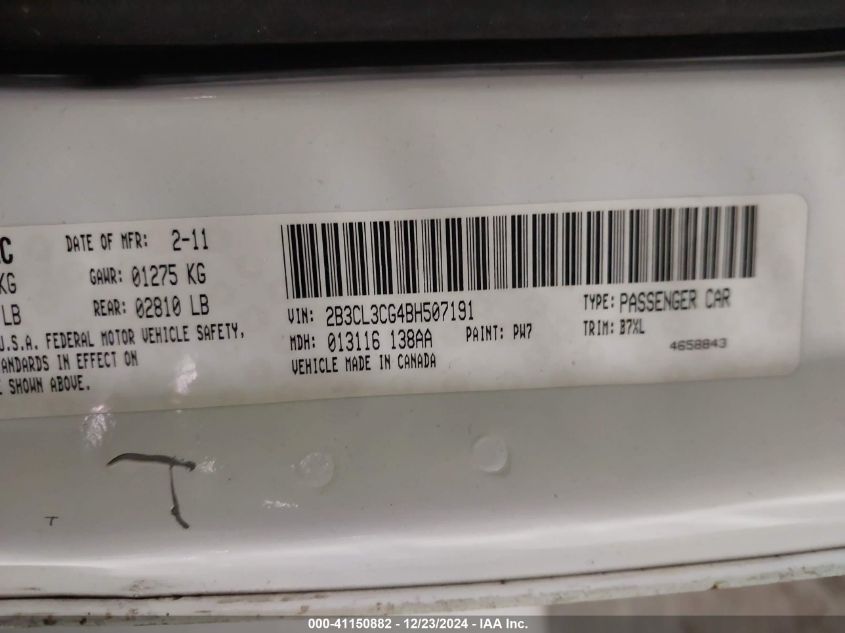 C DATE OF MFR: 2-11
KG GAWR: 01275 KG
LB REAR: 02810 LB
U.S.A. FEDERAL MOTOR VEHICLE SAFETY,
ANDARDS IN EFFECT ON
E SHOWN ABOVE.
VIN: 2B3CL3CG4BH507191 TYPE: PASSENGER CAR
MDH: 013116 138AA PAINT: PW7 TRIM: B7XL
VEHICLE MADE IN CANADA 4658843
T
T
000-41150882 - 12/23/2024 - IAA Inc.